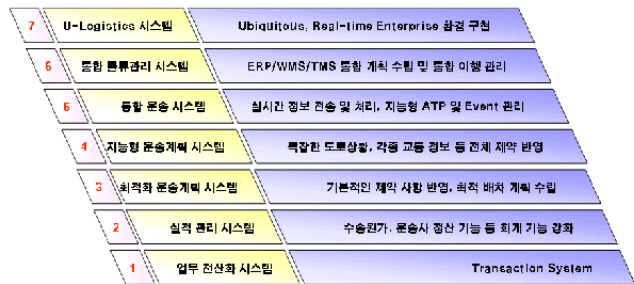 7 U-Logistics 시스템 Ubiquitous, Real-time Enterprise 환경 구현
6 통합 물류관리 시스템 ERP/WMS/TMS 통합 계획 수립 및 통합 이행 관리
5 통합 운송 시스템 실시간 정보 전송 및 처리, 지능형 ATP 및 Event 관리
4 지능형 운송계획 시스템 복잡한 도로상황, 각종 교통 정보 등 전체 제약 반영
3 최적화 운송계획 시스템 기본적인 제약 사항 반영, 최적 배차 계획 수립
2 실적 관리 시스템 수송원가, 운송사 정산 기능 등 회계 기능 강화
1 업무 전산화 시스템 Transaction System